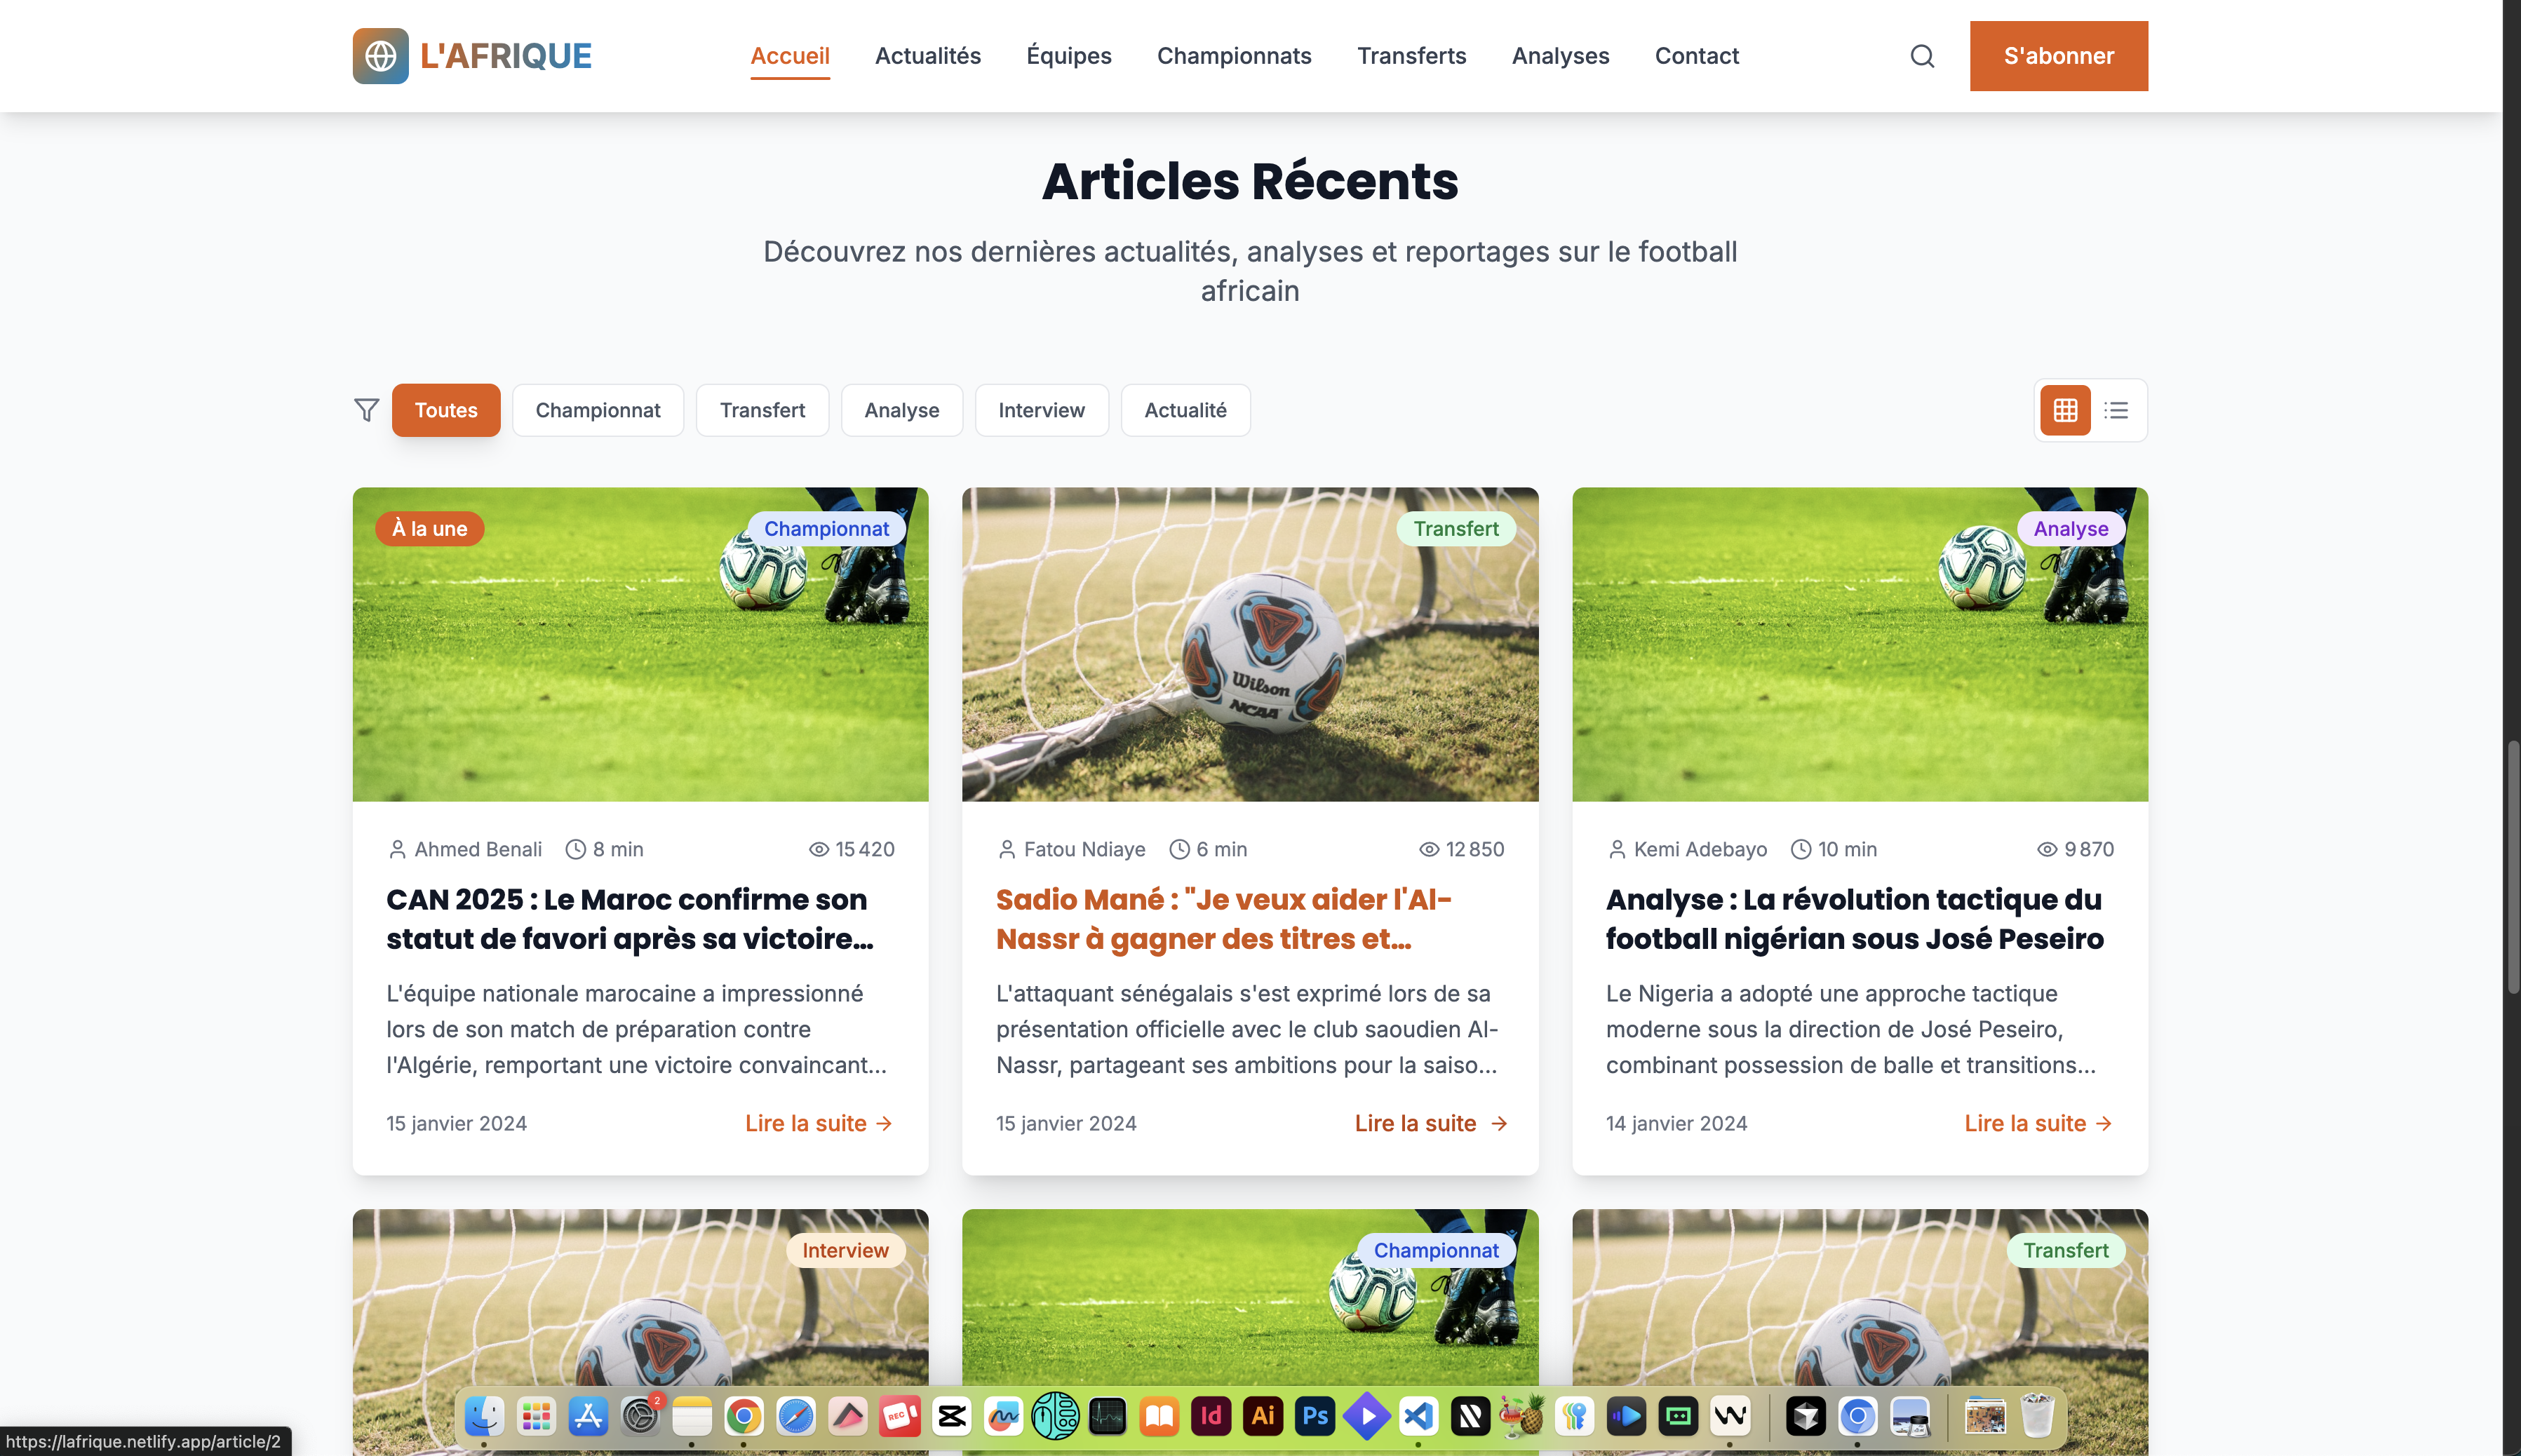 L'AFRIQUE
Accueil Actualités Équipes Championnats Transferts Analyses Contact
S'abonner
Articles Récents
Découvrez nos dernières actualités, analyses et reportages sur le football
africain
Toutes Championnat Transfert Analyse Interview Actualité
À la une
Championnat
Transfert
Wilson
NCAA
Analyse
Ahmed Benali 8 min 15 420
CAN 2025 : Le Maroc confirme son
statut de favori après sa victoire...
L'équipe nationale marocaine a impressionné
lors de son match de préparation contre
l'Algérie, remportant une victoire convaincant...
15 janvier 2024 Lire la suite →
Fatou Ndiaye 6 min 12 850
Sadio Mané : "Je veux aider l'Al-
Nassr à gagner des titres et...
L'attaquant sénégalais s'est exprimé lors de sa
présentation officielle avec le club saoudien Al-
Nassr, partageant ses ambitions pour la saiso...
15 janvier 2024 Lire la suite →
Kemi Adebayo 10 min 9 870
Analyse : La révolution tactique du
football nigérian sous José Peseiro
Le Nigeria a adopté une approche tactique
moderne sous la direction de José Peseiro,
combinant possession de balle et transitions...
14 janvier 2024 Lire la suite →
Interview
Championnat
Transfert
2
REC
Id
Ai
Ps
https://lafrique.netlify.app/article/2